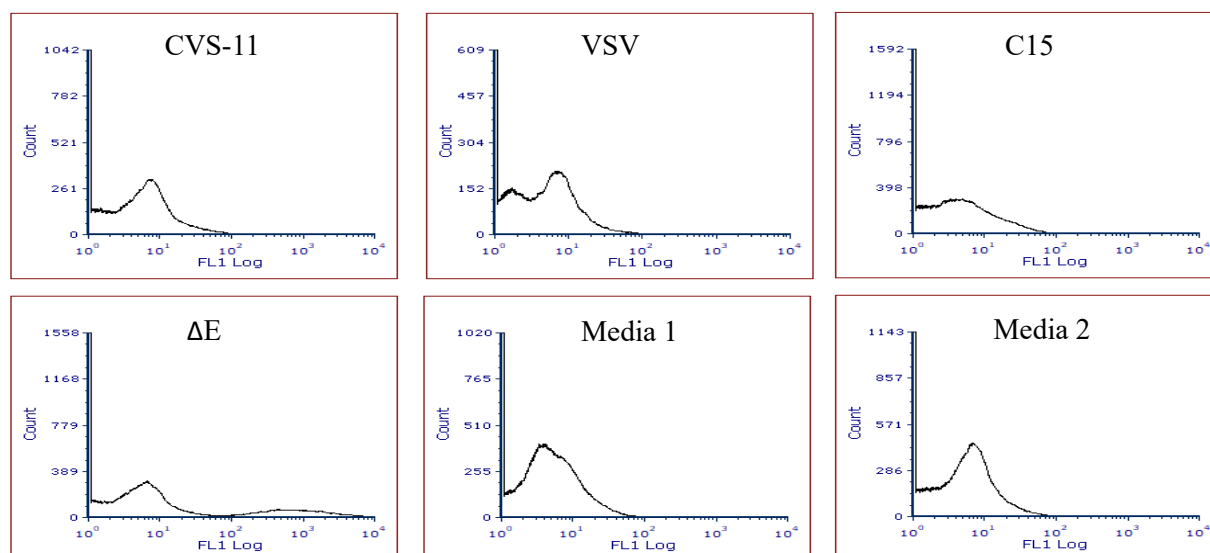 CVS-11
1042
782
521
261
0
Count
10⁰ 10¹ 10² 10³ 10⁴
FL1 Log
VSV
609
457
304
152
0
Count
10⁰ 10¹ 10² 10³ 10⁴
FL1 Log
C15
1592
1194
796
398
0
Count
10⁰ 10¹ 10² 10³ 10⁴
FL1 Log
ΔE
1558
1168
779
389
0
Count
10⁰ 10¹ 10² 10³ 10⁴
FL1 Log
Media 1
1020
765
510
255
0
Count
10⁰ 10¹ 10² 10³ 10⁴
FL1 Log
Media 2
1143
857
571
286
0
Count
10⁰ 10¹ 10² 10³ 10⁴
FL1 Log